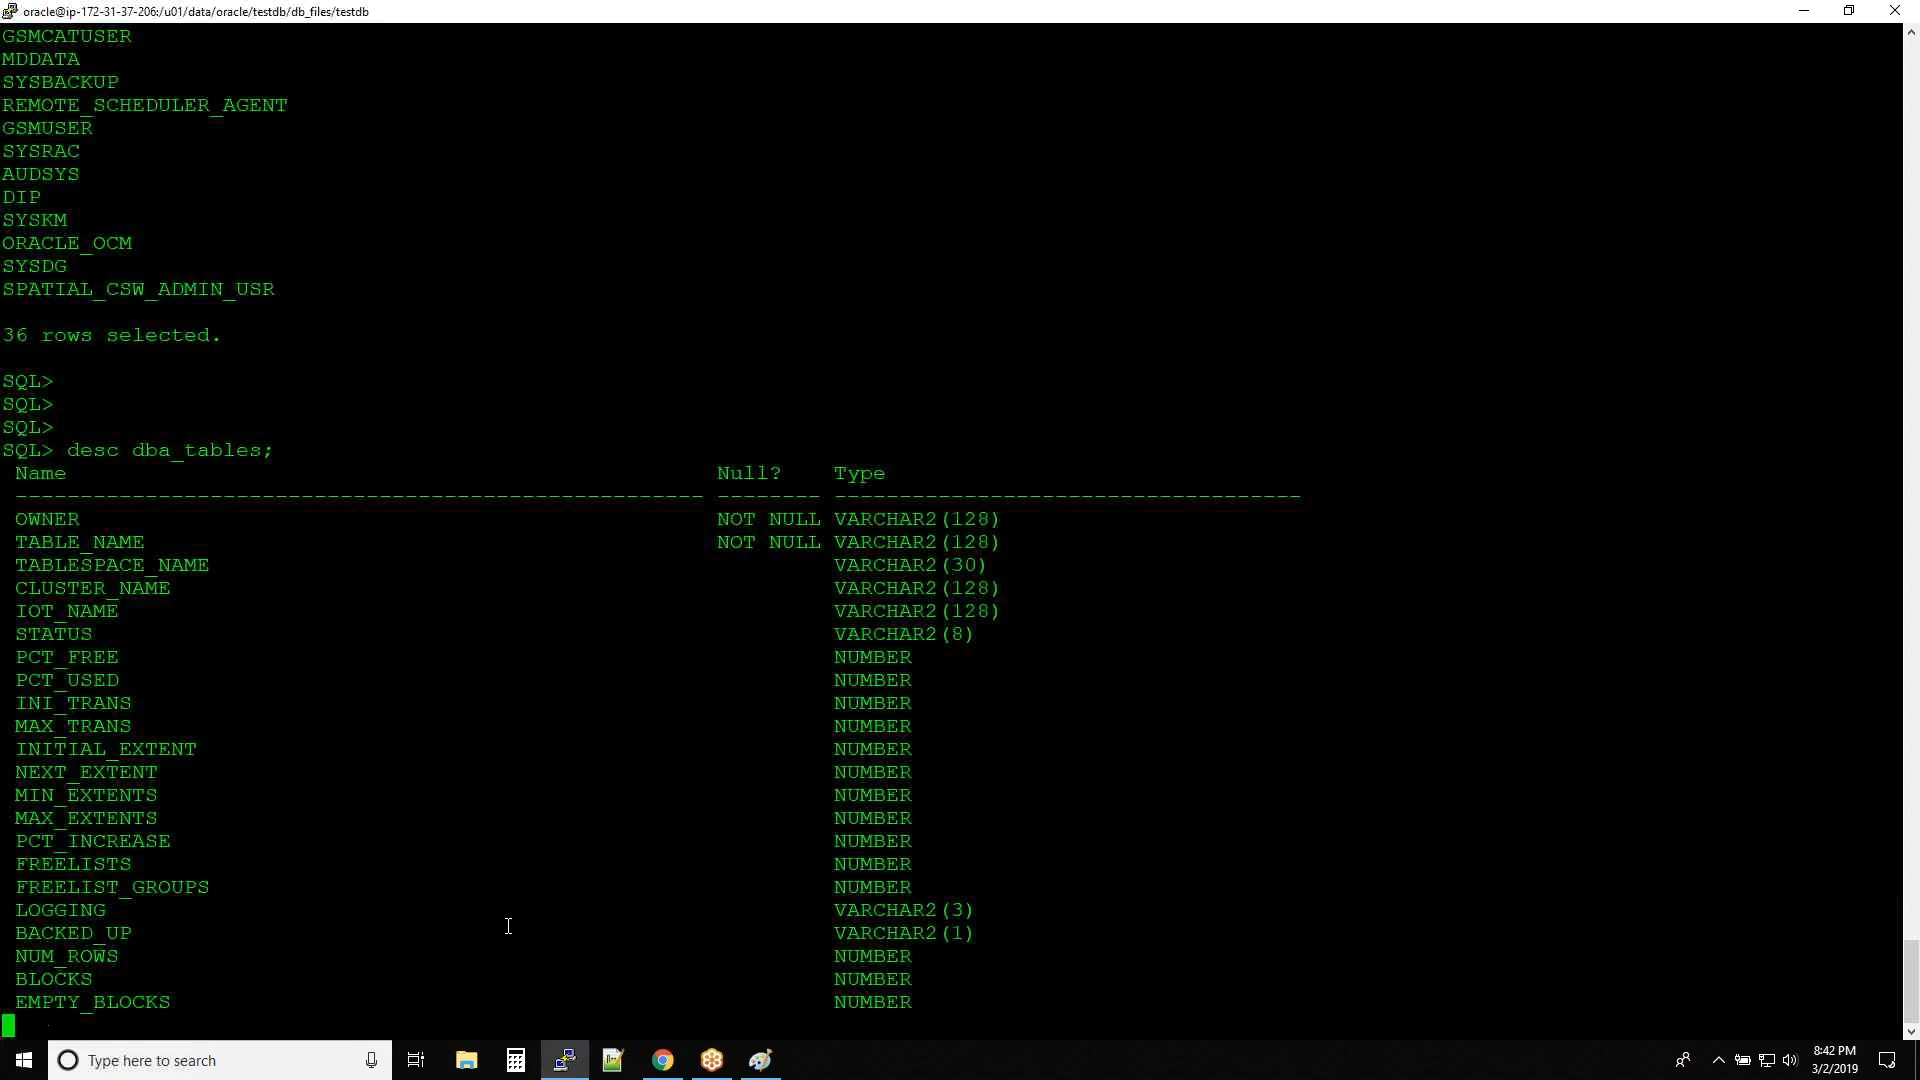 oracle@ip-172-31-37-206:/u01/data/oracle/testdb/db_files/testdb
GSMCATUSER
MDDATA
SYSBACKUP
REMOTE_SCHEDULER_AGENT
GSMUSER
SYSRAC
AUDSYS
DIP
SYSKM
ORACLE_OCM
SYSDG
SPATIAL_CSW_ADMIN_USR
36 rows selected.
SQL>
SQL>
SQL>
SQL> desc dba_tables;
Name Null? Type
----------------------------------------------------- -------- ------------------------------------
OWNER NOT NULL VARCHAR2(128)
TABLE_NAME NOT NULL VARCHAR2(128)
TABLESPACE_NAME VARCHAR2(30)
CLUSTER_NAME VARCHAR2(128)
IOT_NAME VARCHAR2(128)
STATUS VARCHAR2(8)
PCT_FREE NUMBER
PCT_USED NUMBER
INI_TRANS NUMBER
MAX_TRANS NUMBER
INITIAL_EXTENT NUMBER
NEXT_EXTENT NUMBER
MIN_EXTENTS NUMBER
MAX_EXTENTS NUMBER
PCT_INCREASE NUMBER
FREELISTS NUMBER
FREELIST_GROUPS NUMBER
LOGGING VARCHAR2(3)
BACKED_UP VARCHAR2(1)
NUM_ROWS NUMBER
BLOCKS NUMBER
EMPTY_BLOCKS NUMBER
Type here to search
8:42 PM
3/2/2019